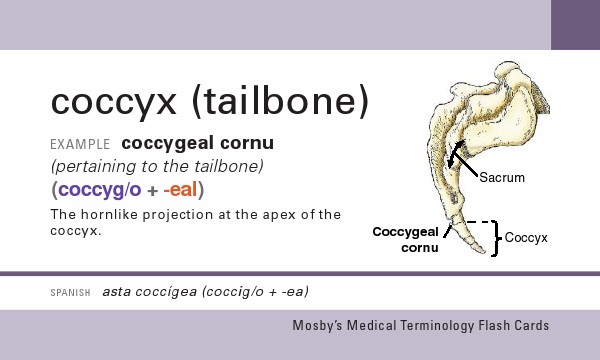 coccyx (tailbone)
EXAMPLE coccygeal cornu
(pertaining to the tailbone)
(coccyg/o + -eal)
The hornlike projection at the apex of the
coccyx.
Sacrum
Coccygeal
cornu
Coccyx
SPANISH asta coccígea (coccig/o + -ea)
Mosby's Medical Terminology Flash Cards